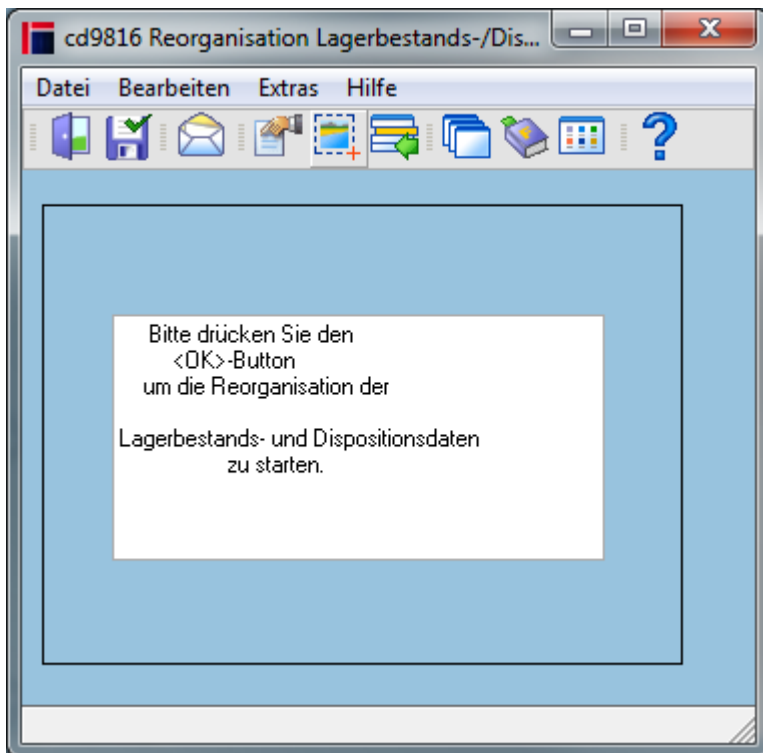 cd9816 Reorganisation Lagerbestands-/Dis...
Datei Bearbeiten Extras Hilfe
Bitte drücken Sie den
<OK>-Button
um die Reorganisation der
Lagerbestands- und Dispositionsdaten
zu starten.